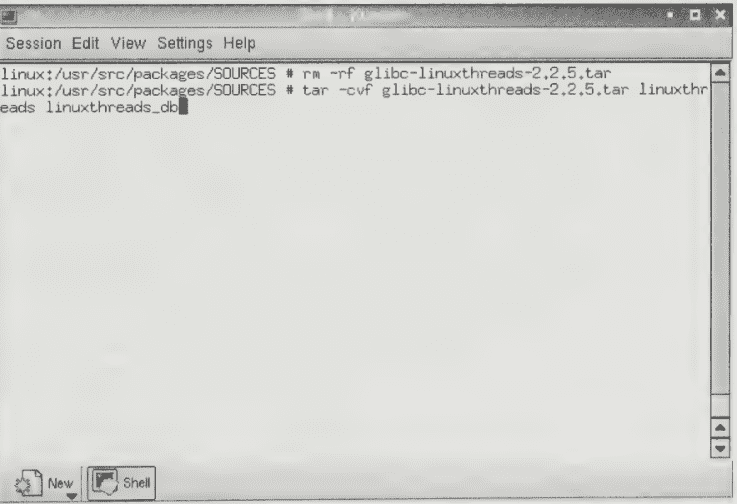 Session Edit View Settings Help
linux:/usr/src/packages/SOURCES # rm -rf glibc-linuxthreads-2.2.5.tar
linux:/usr/src/packages/SOURCES # tar -cvf glibc-linuxthreads-2.2.5.tar linuxthr
eads linuxthreads_db
New Shell